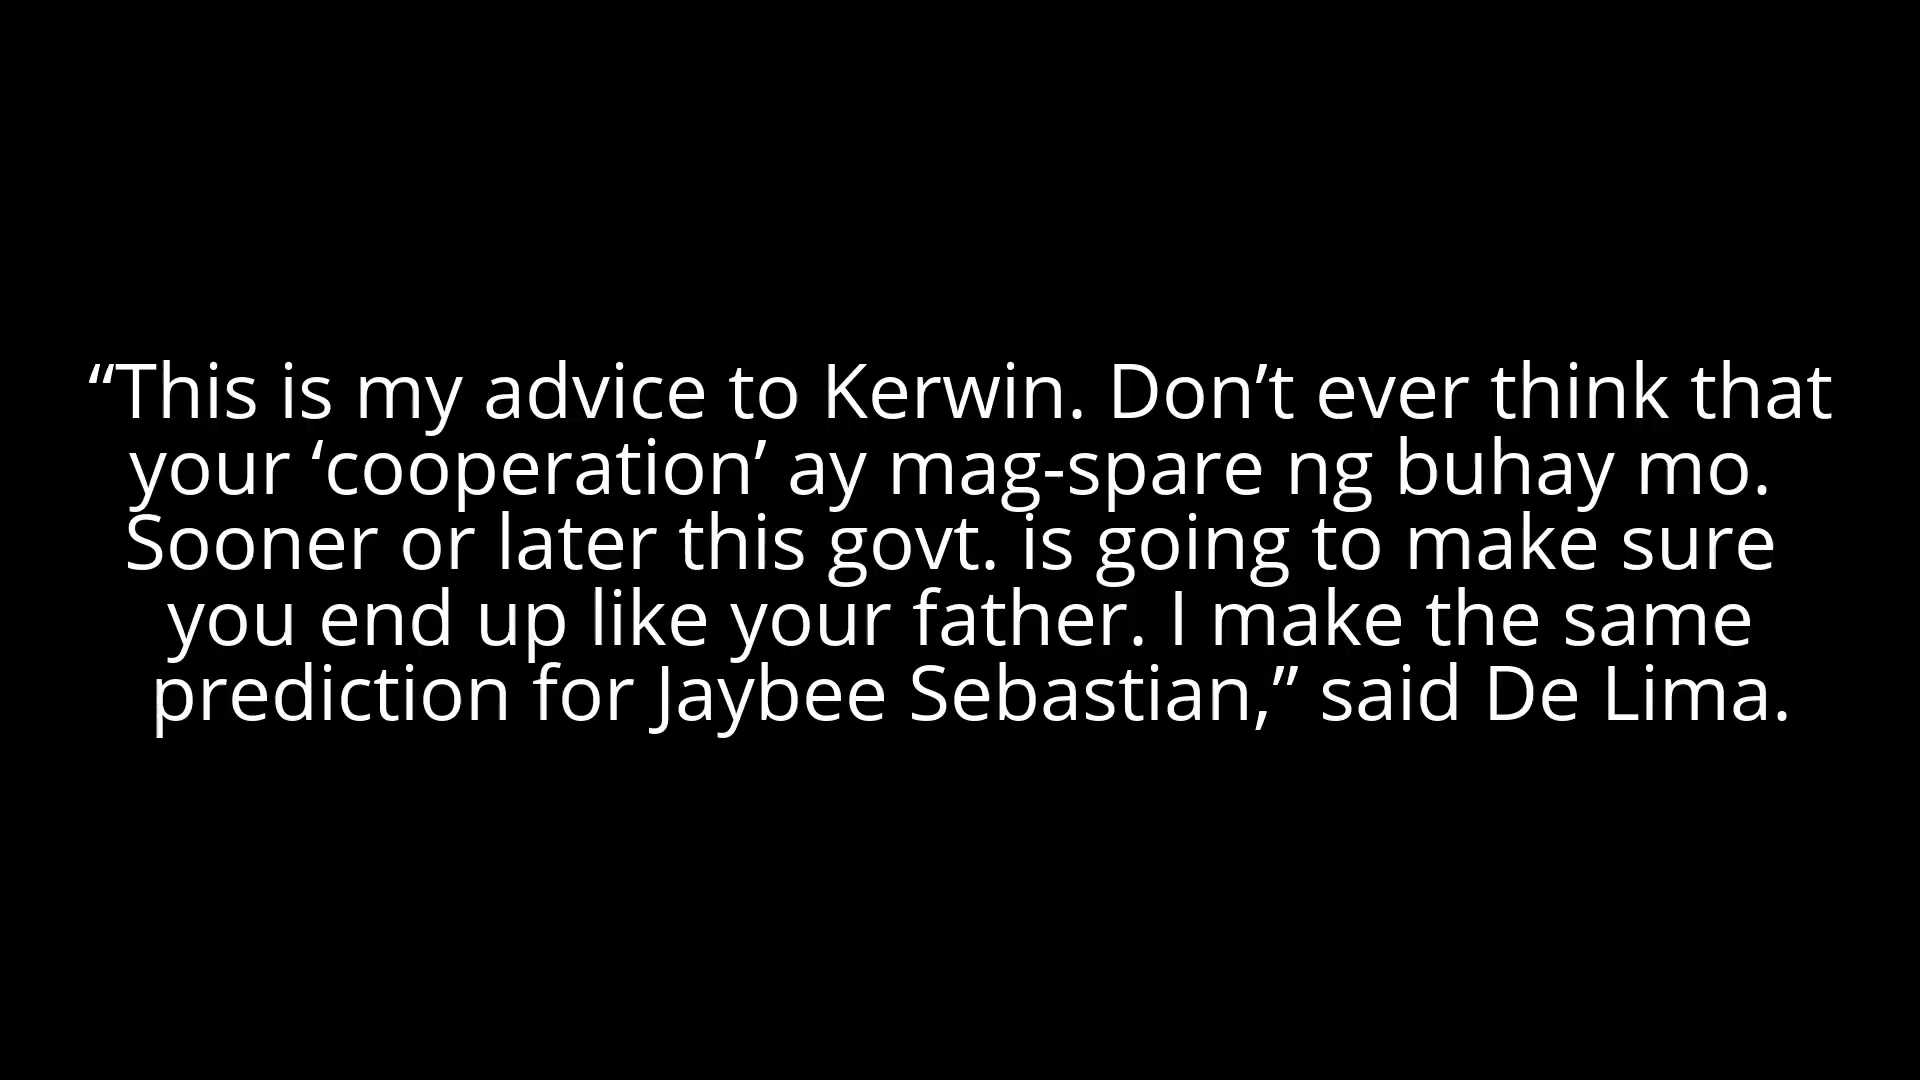 “This is my advice to Kerwin. Don’t ever think that
your ‘cooperation’ ay mag-spare ng buhay mo.
Sooner or later this govt. is going to make sure
you end up like your father. I make the same
prediction for Jaybee Sebastian,” said De Lima.